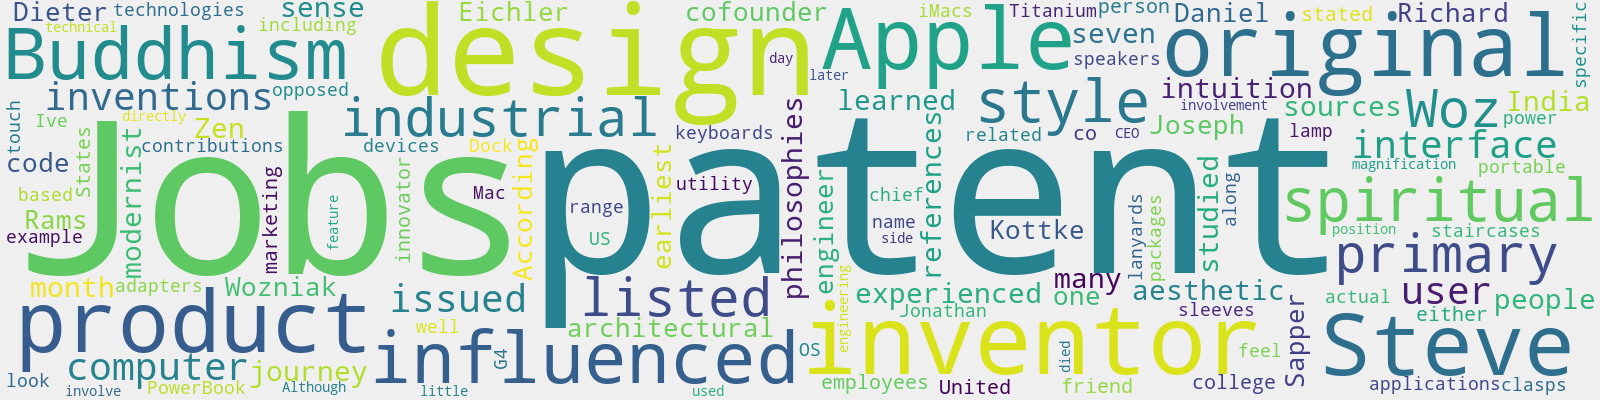 Dieter
technologies
sense
Eichler
cofounder
iMacs
Titanium
person
Daniel
stated
Richard
technical
including
Buddhism
design
day
later
Apple
seven
speakers
original
specific
inventions
opposed
industrial
learned
style
intuition
involvement
sources
Woz
India
power
touch
Ive
directly
Zen
States
modernist
contributions
devices
Dock
According
keyboards
philosophies
references
related
co
CEO
Joseph
lamp
interface
magnification
portable
code
based
Rams
example
marketing
Jobs
feature
innovator
Mac
patent
range
US
earliest
utility
engineer
chief
name
side
Kottke
lanyards
packages
studied
along
spiritual
position
staircases
primary
month
adapters
Wozniak
issued
listed
architectural
experienced
Jonathan
many
one
aesthetic
sleeves
Sapper
actual
user
either
people
product
well
influenced
G4
OS
engineering
inventor
died
feel
Steve
computer
journey
look
involve
PowerBook
Although
little
used
employees
United
friend
college
applications
clasps